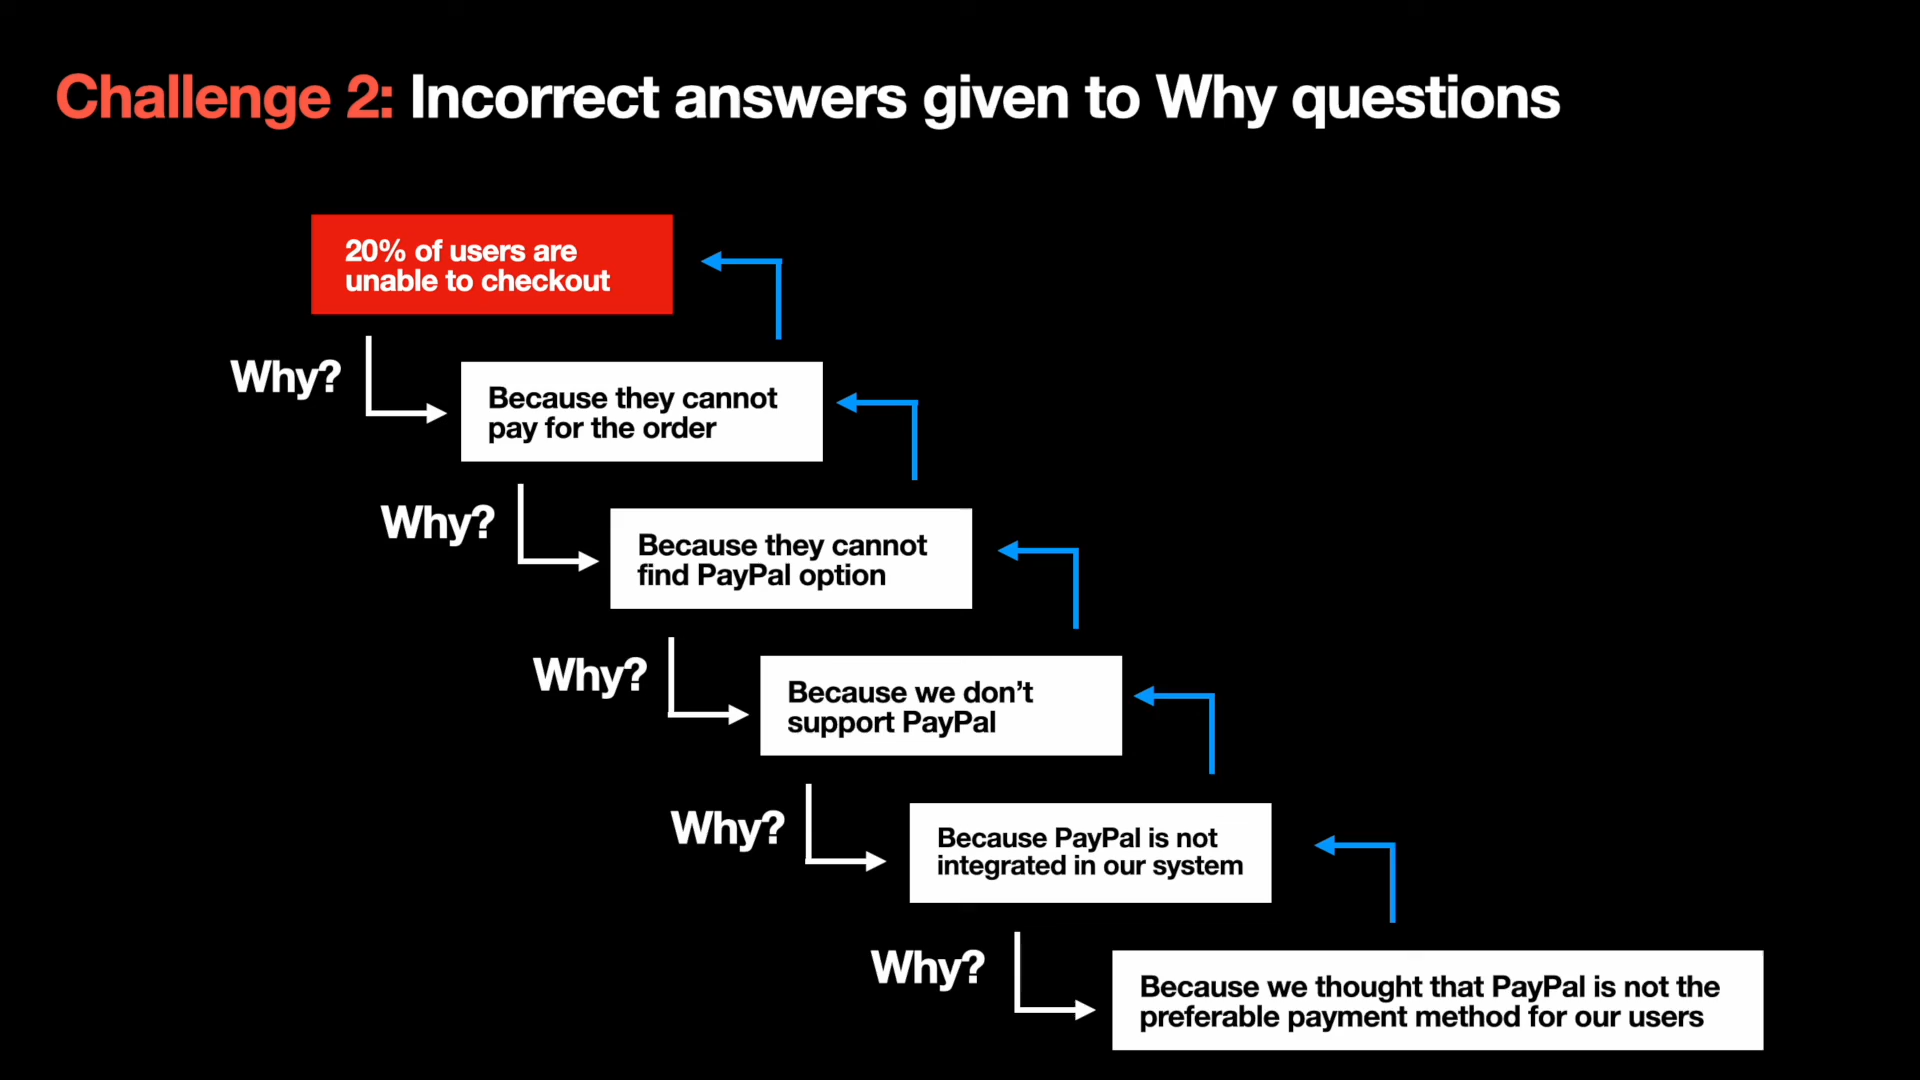 Challenge 2: Incorrect answers given to Why questions
20% of users are
unable to checkout
Why?
Because they cannot
pay for the order
Why?
Because they cannot
find PayPal option
Why?
Because we don’t
support PayPal
Why?
Because PayPal is not
integrated in our system
Why?
Because we thought that PayPal is not the
preferable payment method for our users